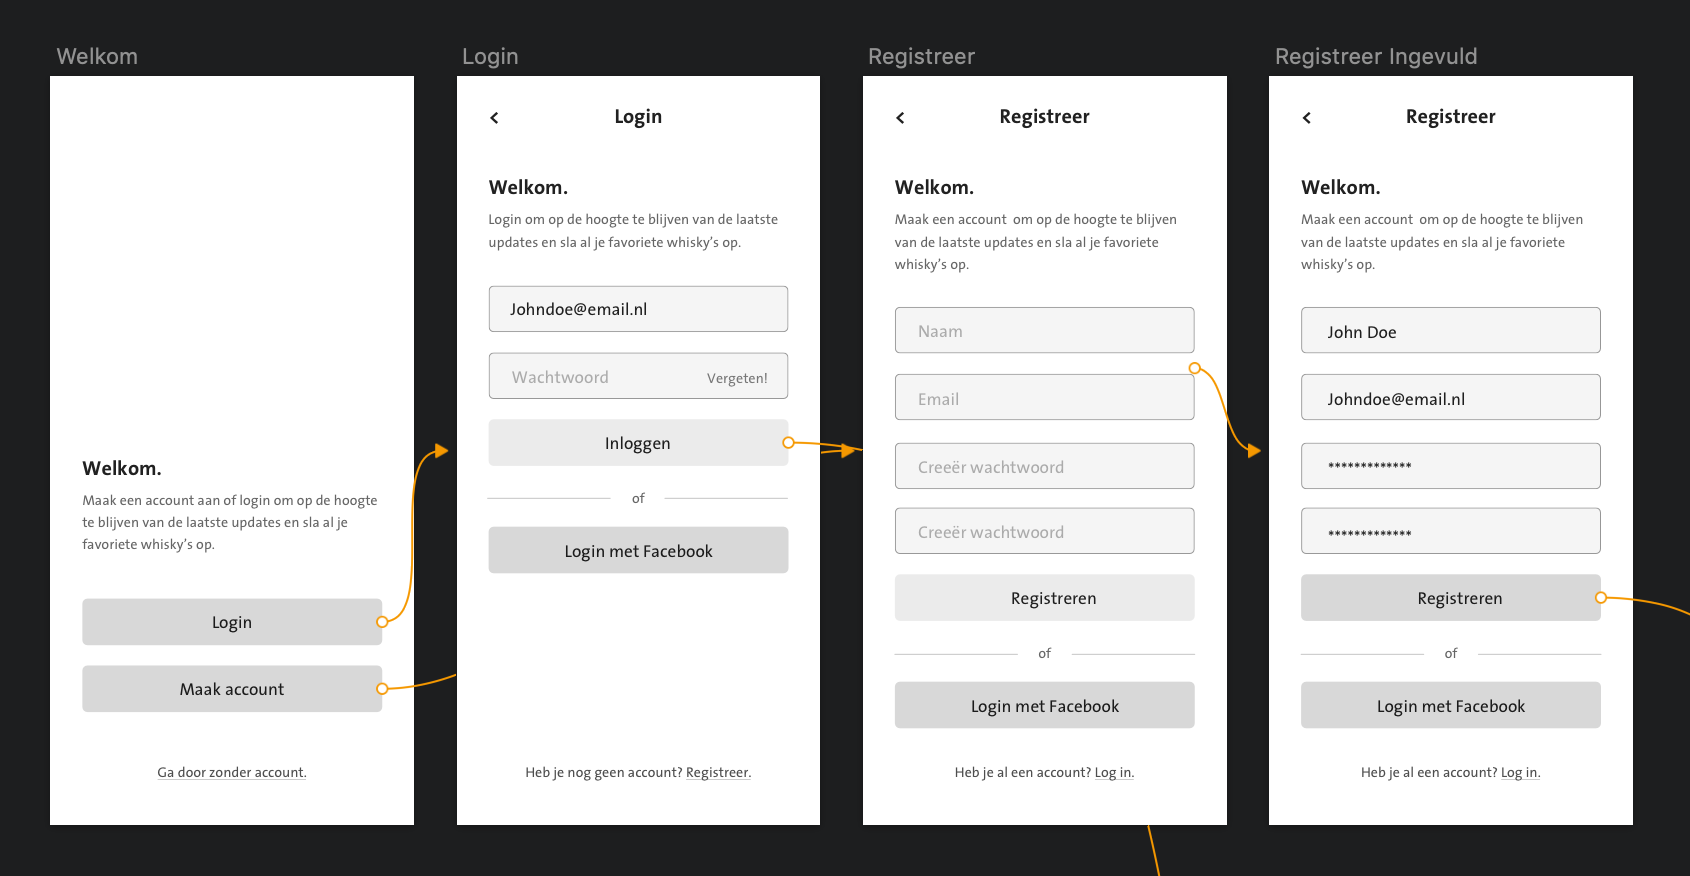 Welkom
Welkom.
Maak een account aan of login om op de hoogte
te blijven van de laatste updates en sla al je
favoriete whisky's op.
Login
Maak account
Ga door zonder account.
Login
Login
Welkom.
Login om op de hoogte te blijven van de laatste
updates en sla al je favoriete whisky's op.
Johndoe@email.nl
Wachtwoord Vergeten!
Inloggen
of
Login met Facebook
Heb je nog geen account? Registreer.
Registreer
Registreer
Welkom.
Maak een account om op de hoogte te blijven
van de laatste updates en sla al je favoriete
whisky's op.
Naam
Email
Creeër wachtwoord
Creeër wachtwoord
Registreren
of
Login met Facebook
Heb je al een account? Log in.
Registreer Ingevuld
Registreer
Welkom.
Maak een account om op de hoogte te blijven
van de laatste updates en sla al je favoriete
whisky's op.
John Doe
Johndoe@email.nl
*************
*************
Registreren
of
Login met Facebook
Heb je al een account? Log in.